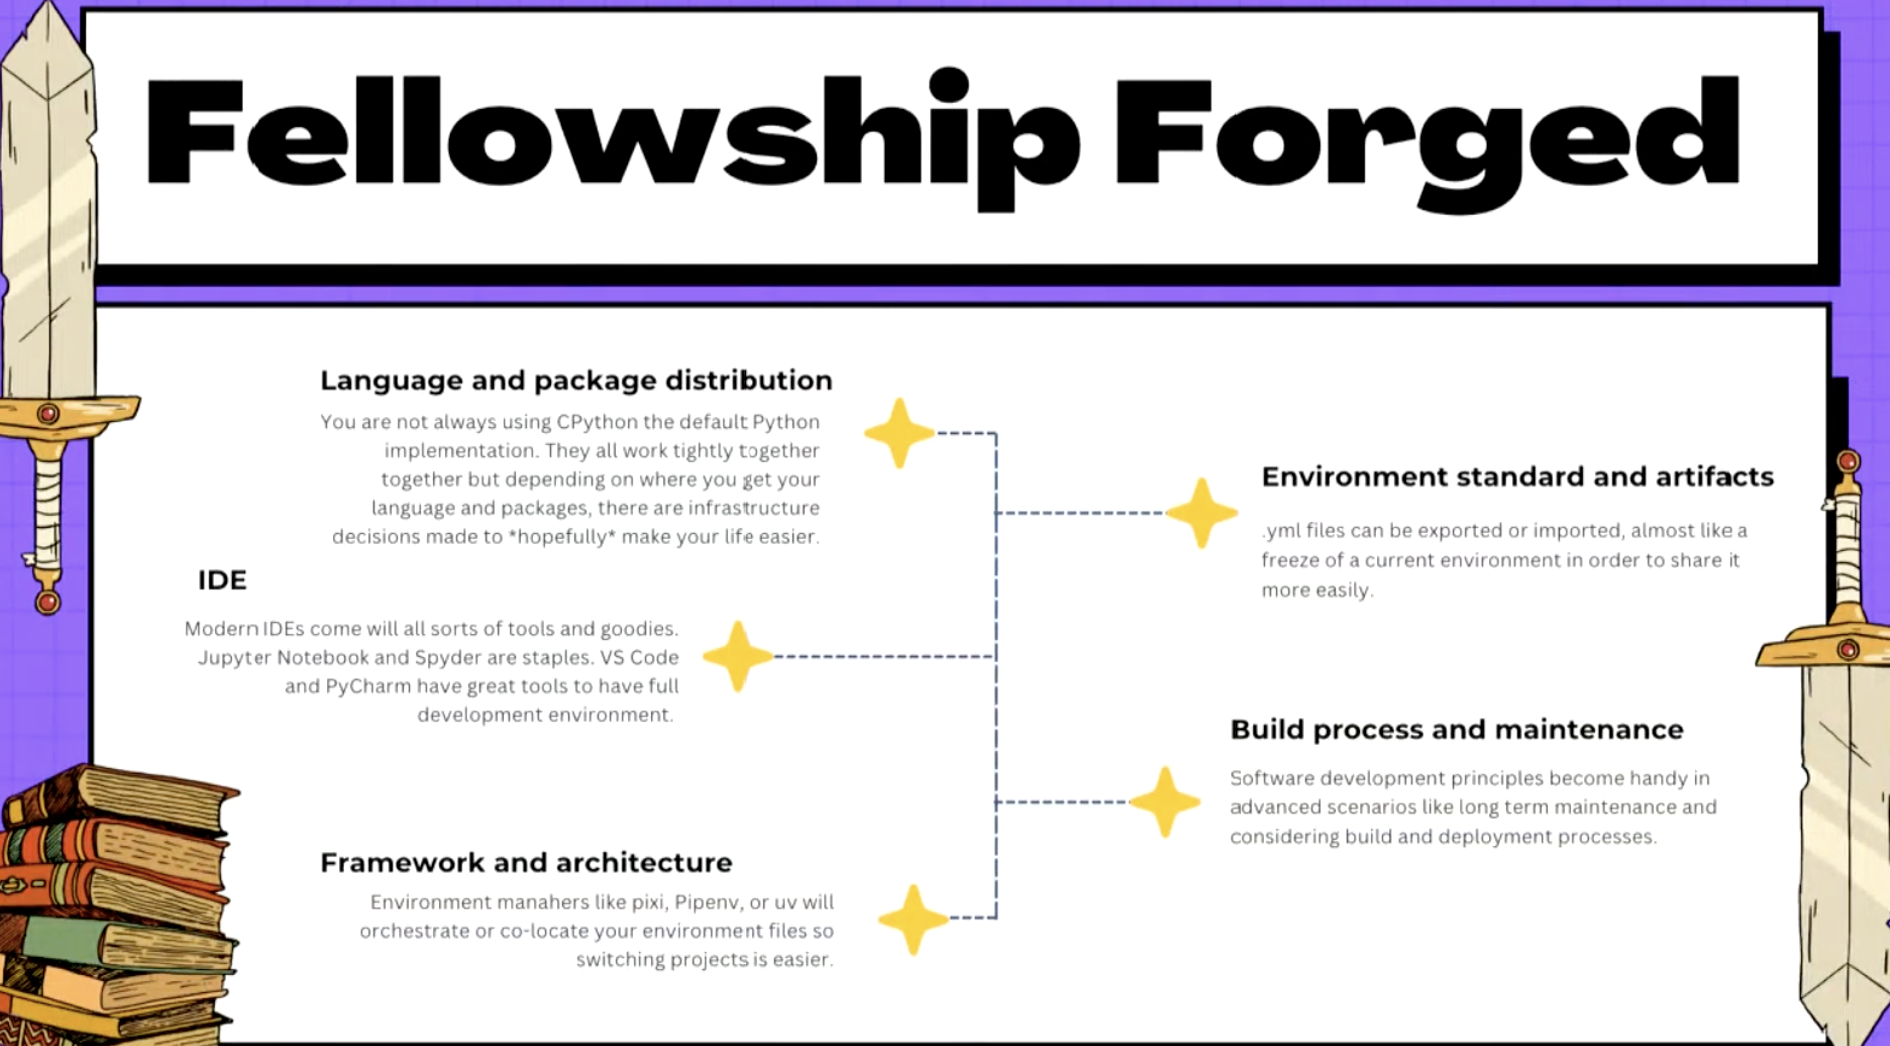 Fellowship Forged
Language and package distribution
You are not always using CPython the default Python
implementation. They all work tightly together
together but depending on where you get your
language and packages, there are infrastructure
decisions made to *hopefully* make your life easier.
IDE
Modern IDEs come will all sorts of tools and goodies.
Jupyter Notebook and Spyder are staples. VS Code
and PyCharm have great tools to have full
development environment.
Framework and architecture
Environment manahers like pixi, Pipenv, or uv will
orchestrate or co-locate your environment files so
switching projects is easier.
Environment standard and artifacts
.yml files can be exported or imported, almost like a
freeze of a current environment in order to share it
more easily.
Build process and maintenance
Software development principles become handy in
advanced scenarios like long term maintenance and
considering build and deployment processes.